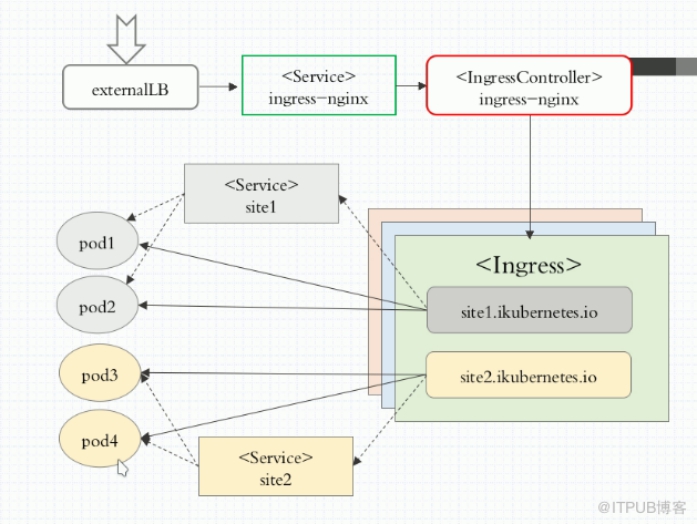 externalLB
<Service>
ingress-nginx
<IngressController>
ingress-nginx
<Service>
site1
pod1
pod2
pod3
pod4
<Ingress>
site1.ikubernetes.io
site2.ikubernetes.io
<Service>
site2
@ITPUB博客